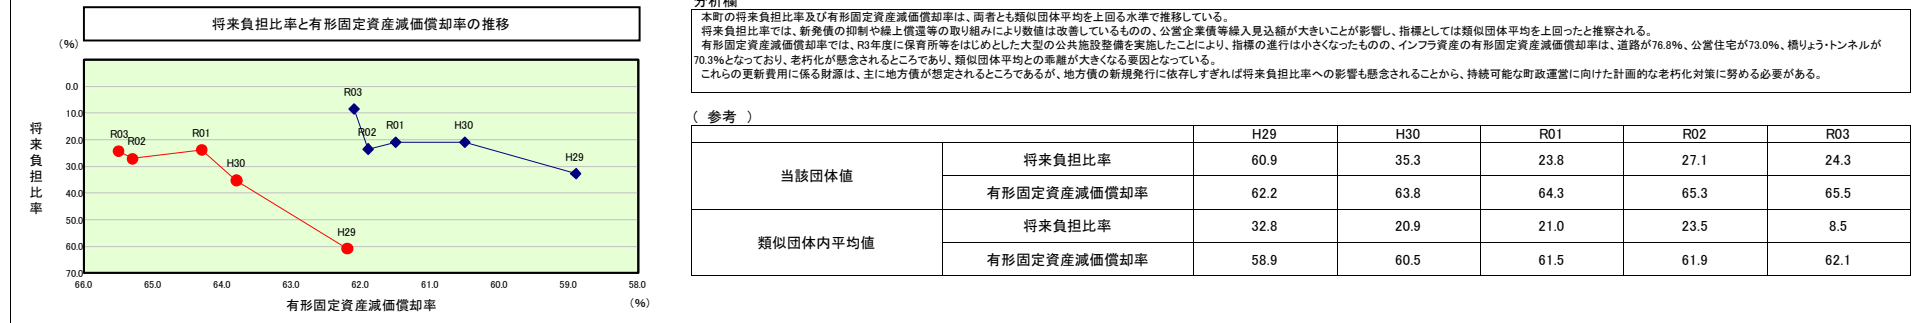 将来負担比率と有形固定資産減価償却率の推移
(%)
将来負担比率
0.0
10.0
20.0
30.0
40.0
50.0
60.0
70.0
R03
R02
R01
H30
H29
R03
R02
R01
H30
H29
66.0 65.0 64.0 63.0 62.0 61.0 60.0 59.0 58.0
有形固定資産減価償却率
(%)
分析欄
本町の将来負担比率及び有形固定資産減価償却率は、両者とも類似団体平均を上回る水準で推移している。
将来負担比率では、新発債の抑制や繰上償還等の取り組みにより数値は改善しているものの、公営企業債等繰入見込額が大きいことが影響し、指標としては類似団体平均を上回ったと推察される。
有形固定資産減価償却率では、R3年度に保育所等をはじめとした大型の公共施設整備を実施したことにより、指標の進行は小さくなったものの、インフラ資産の有形固定資産減価償却率は、道路が76.8%、公営住宅が73.0%、橋りょう・トンネルが
70.3%となっており、老朽化が懸念されるところであり、類似団体平均との乖離が大きくなる要因となっている。
これらの更新費用に係る財源は、主に地方債が想定されるところであるが、地方債の新規発行に依存しすぎれば将来負担比率への影響も懸念されることから、持続可能な町政運営に向けた計画的な老朽化対策に努める必要がある。
( 参考 )
H29 H30 R01 R02 R03
当該団体値
将来負担比率 60.9 35.3 23.8 27.1 24.3
有形固定資産減価償却率 62.2 63.8 64.3 65.3 65.5
類似団体内平均値
将来負担比率 32.8 20.9 21.0 23.5 8.5
有形固定資産減価償却率 58.9 60.5 61.5 61.9 62.1